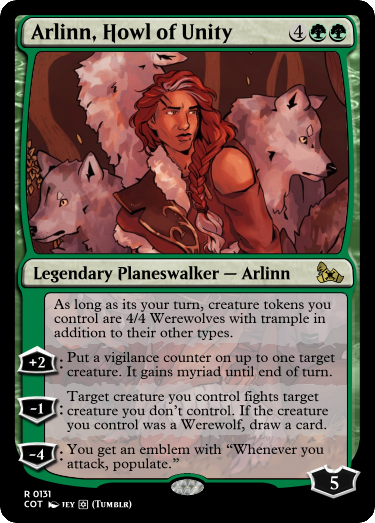 Arlinn, Howl of Unity 4
Legendary Planeswalker — Arlinn
As long as its your turn, creature tokens you
control are 4/4 Werewolves with trample in
addition to their other types.
+2: Put a vigilance counter on up to one target
creature. It gains myriad until end of turn.
-1: Target creature you control fights target
creature you don't control. If the creature
you control was a Werewolf, draw a card.
-4: You get an emblem with “Whenever you
attack, populate.”
5
R 0131
COT JEY (Tumblr)